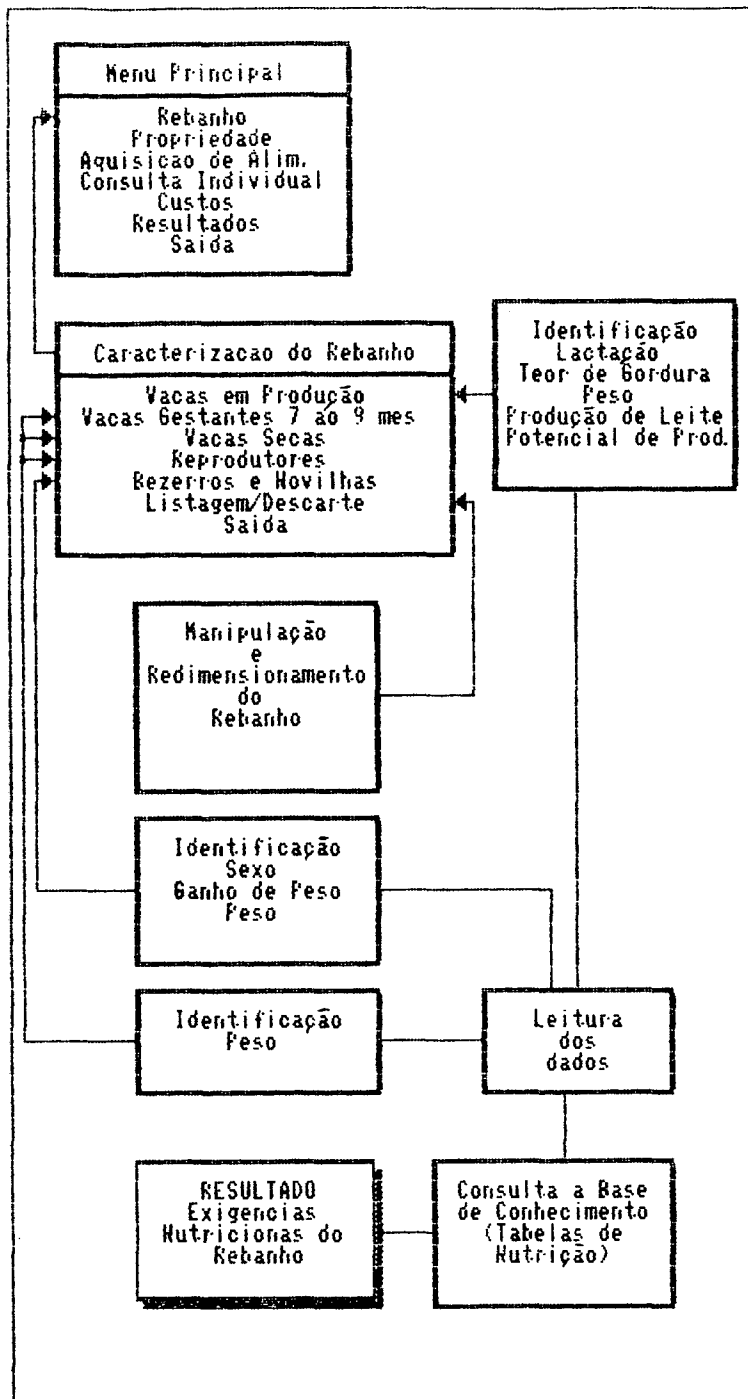 Menu Principal
Rebanho
Propriedade
Aquisicao de Alim.
Consulta Individual
Custos
Resultados
Saida
Caracterizacao do Rebanho
Vacas em Produção
Vacas Gestantes 7 ao 9 mes
Vacas Secas
Reprodutores
Bezerros e Novilhas
Listagem/Descarte
Saida
Identificação
Lactação
Teor de Gordura
Peso
Produção de Leite
Potencial de Prod.
Manipulação
e
Redimensionamento
do
Rebanho
Identificação
Sexo
Ganho de Peso
Peso
Identificação
Peso
Leitura
dos
dados
RESULTADO
Exigencias
Nutricionas do
Rebanho
Consulta a Base
de Conhecimento
(Tabelas de
Nutrição)